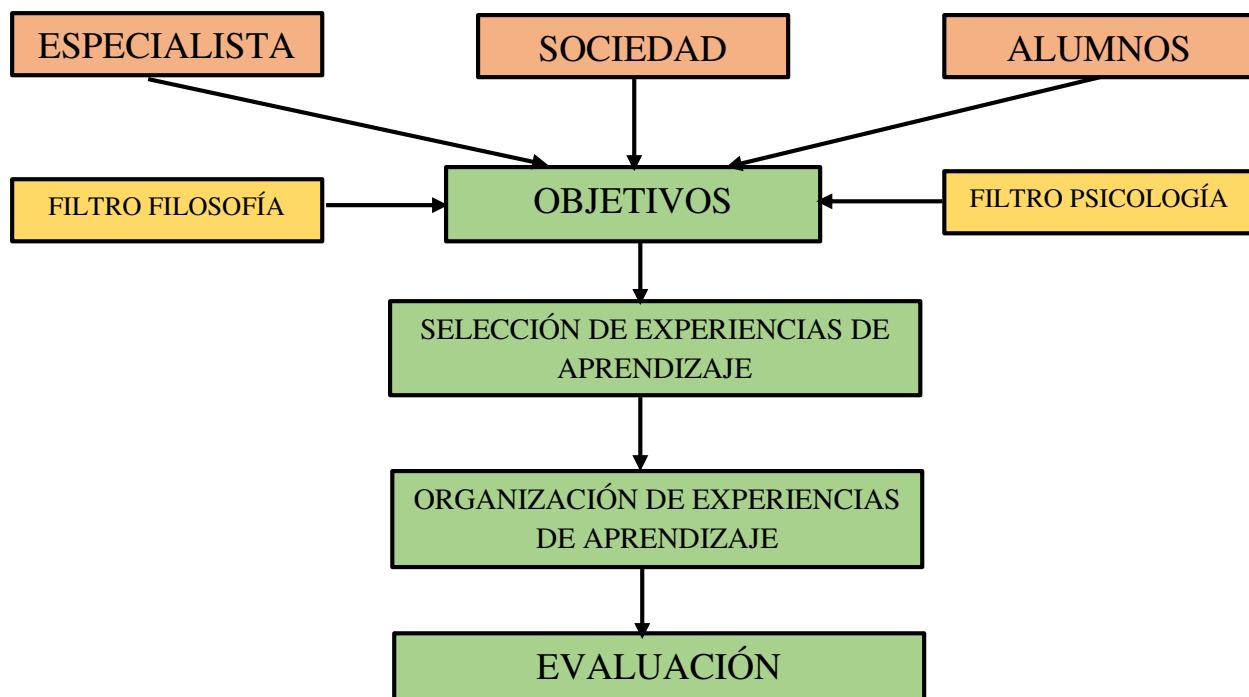 ESPECIALISTA
SOCIEDAD
ALUMNOS
FILTRO FILOSOFÍA
OBJETIVOS
FILTRO PSICOLOGÍA
SELECCIÓN DE EXPERIENCIAS DE
APRENDIZAJE
ORGANIZACIÓN DE EXPERIENCIAS
DE APRENDIZAJE
EVALUACIÓN